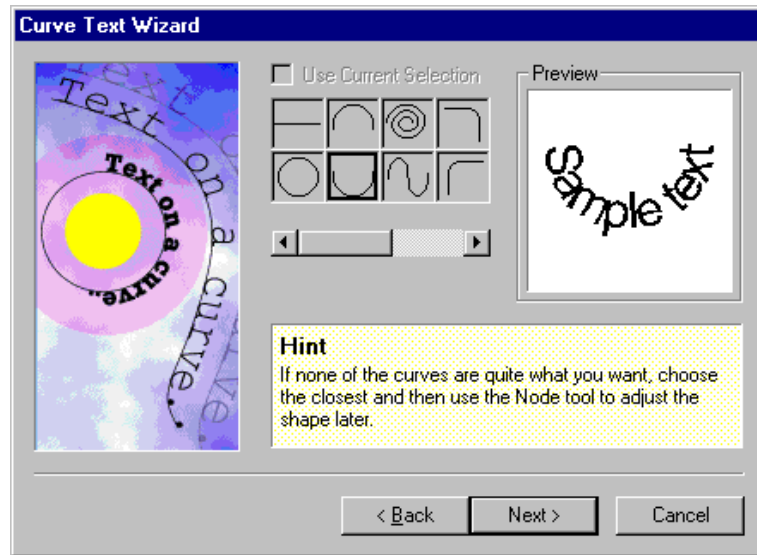 Curve Text Wizard
Text on a curve.
Text on a curve..
Use Current Selection
Preview
Sample text
Hint
If none of the curves are quite what you want, choose
the closest and then use the Node tool to adjust the
shape later.
< Back
Next >
Cancel